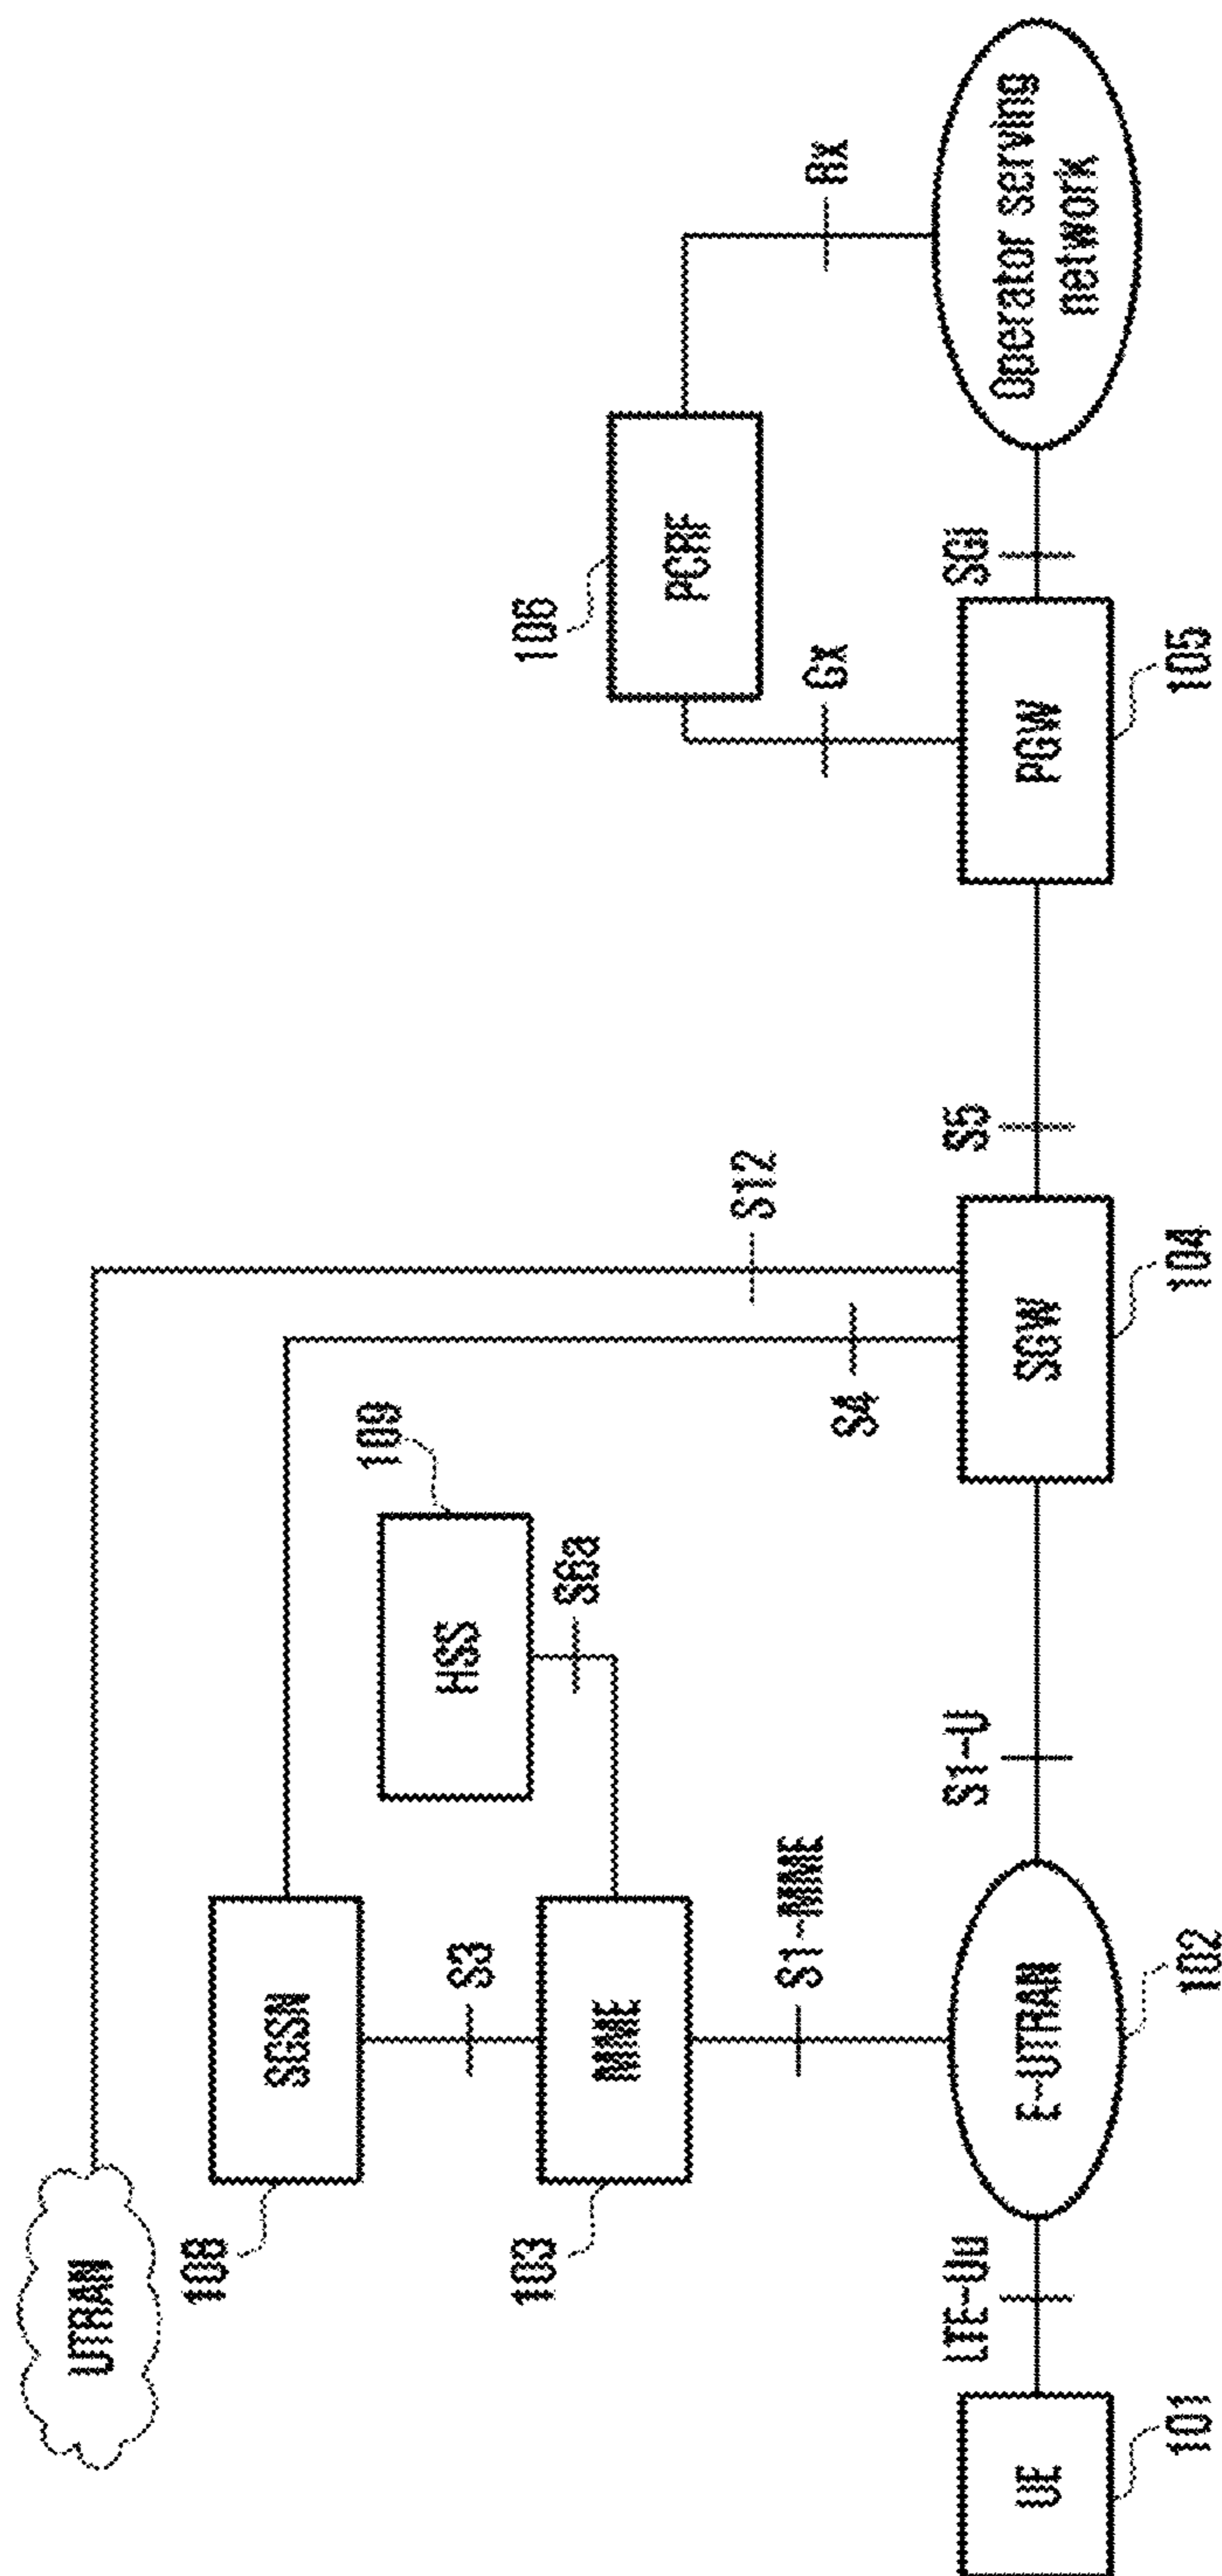 UTRAN
108
SGSN
S3
109
HSS
S6a
103
MME
S1-MME
S12
S4
106
PCRF
Gx
Rx
UE
101
LTE-Uu
E-UTRAN
102
S1-U
SGW
104
S5
PGW
105
SGi
Operator serving
network